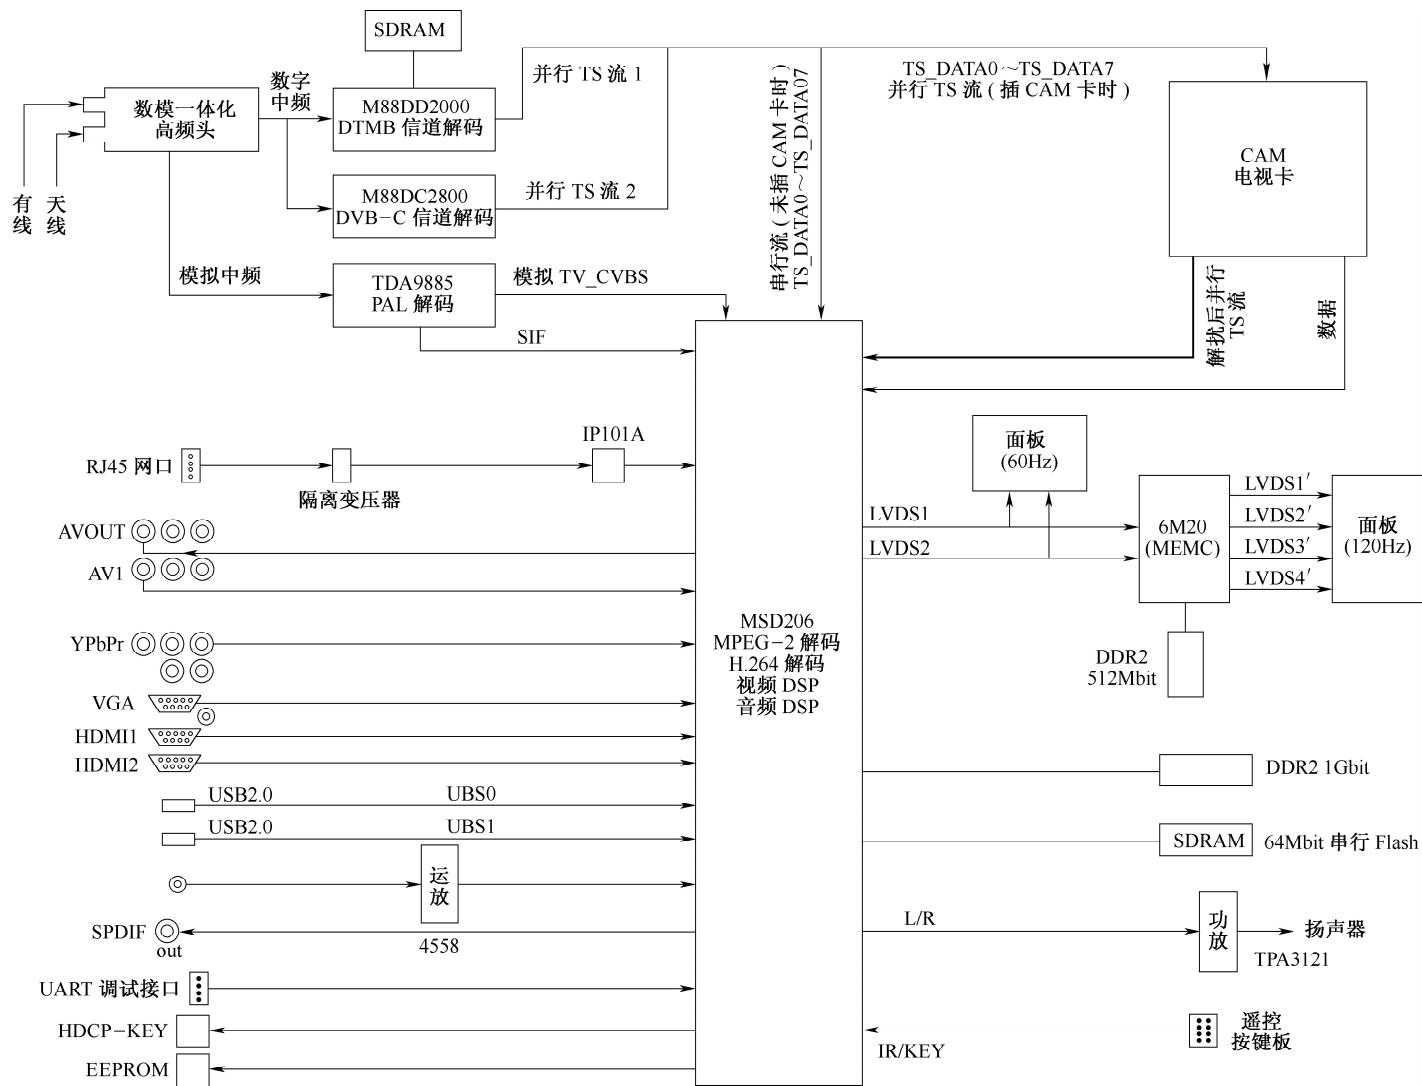 SDRAM
数字
中频
并行 TS 流 1
TS_DATA0～TS_DATA7
并行 TS 流 ( 插 CAM 卡时 )
数模一体化
高频头
M88DD2000
DTMB 信道解码
串行流 ( 未插 CAM 卡时 )
TS_DATA0～TS_DATA07
CAM
电视卡
有线
天线
M88DC2800
DVB-C 信道解码
并行 TS 流 2
模拟中频
TDA9885
PAL 解码
模拟 TV_CVBS
SIF
解扰后并行
TS 流
数据
RJ45 网口
隔离变压器
IP101A
面板
(60Hz)
LVDS1
LVDS2
6M20
(MEMC)
LVDS1′
LVDS2′
LVDS3′
LVDS4′
面板
(120Hz)
AVOUT
AV1
YPbPr
MSD206
MPEG-2 解码
H.264 解码
视频 DSP
音频 DSP
DDR2
512Mbit
VGA
HDMI1
HDMI2
DDR2 1Gbit
USB2.0
UBS0
USB2.0
UBS1
SDRAM
64Mbit 串行 Flash
运放
4558
SPDIF
out
L/R
功放
扬声器
TPA3121
UART 调试接口
HDCP-KEY
EEPROM
IR/KEY
遥控
按键板